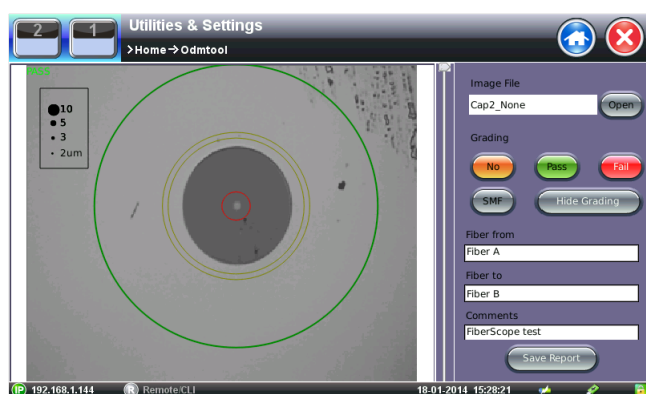 2
1
Utilities & Settings
>Home→Odmtool
PASS
10
5
3
2um
Image File
Cap2_None
Open
Grading
No
Pass
Fail
SMF
Hide Grading
Fiber from
Fiber A
Fiber to
Fiber B
Comments
FiberScope test
Save Report
IP 192.168.1.144
R Remote/CLI
18-01-2014 15:28:21